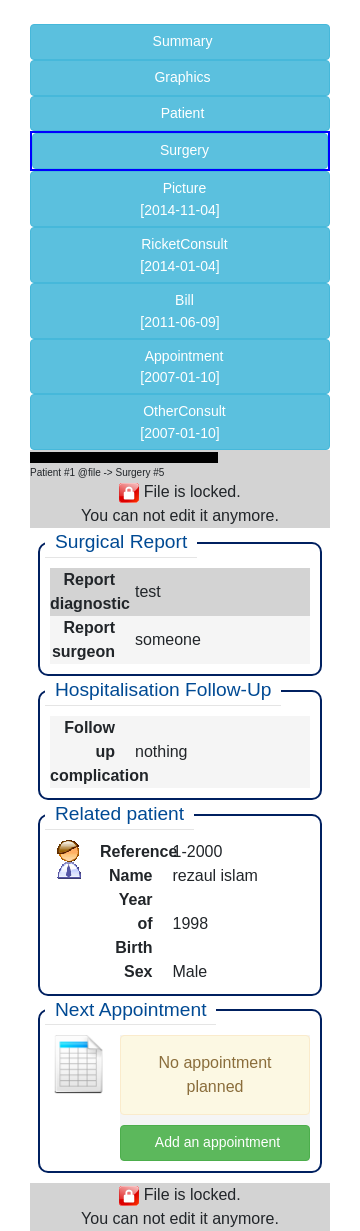 Summary
Graphics
Patient
Surgery
Picture
[2014-11-04]
RicketConsult
[2014-01-04]
Bill
[2011-06-09]
Appointment
[2007-01-10]
OtherConsult
[2007-01-10]
Patient #1 @file -> Surgery #5
File is locked.
You can not edit it anymore.
Surgical Report
Report
diagnostic test
Report
surgeon someone
Hospitalisation Follow-Up
Follow
up nothing
complication
Related patient
Reference 1-2000
Name rezaul islam
Year
of 1998
Birth
Sex Male
Next Appointment
No appointment
planned
Add an appointment
File is locked.
You can not edit it anymore.